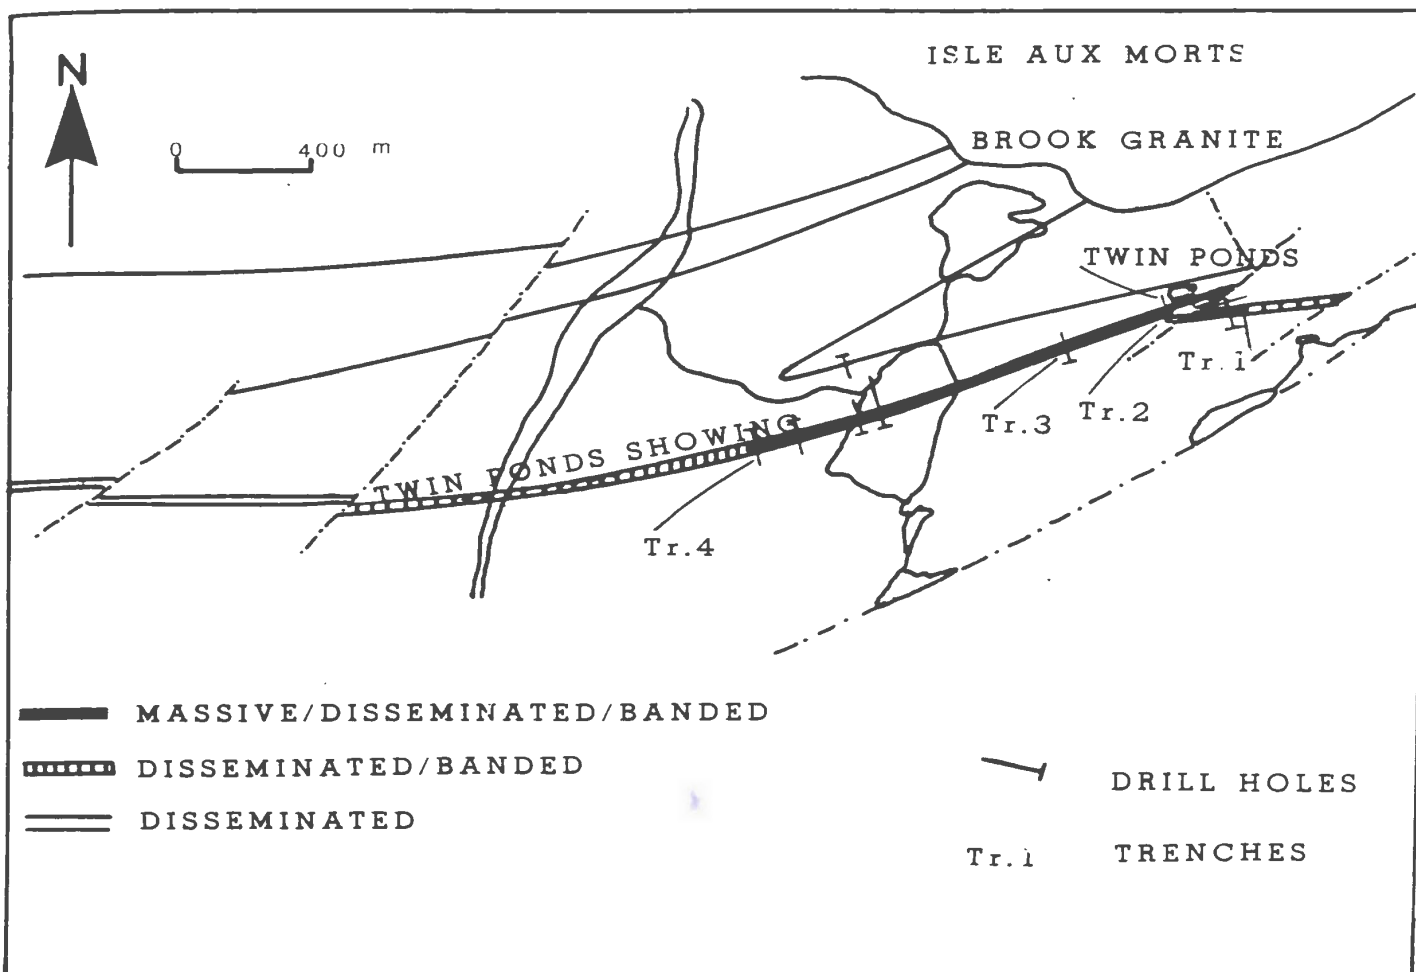 N
ISLE AUX MORTS
BROOK GRANITE
0 400 m
TWIN PONDS
Tr.1
Tr.2
Tr.3
TWIN PONDS SHOWING
Tr.4
MASSIVE/DISSEMINATED/BANDED
DISSEMINATED/BANDED
DISSEMINATED
DRILL HOLES
Tr.1 TRENCHES